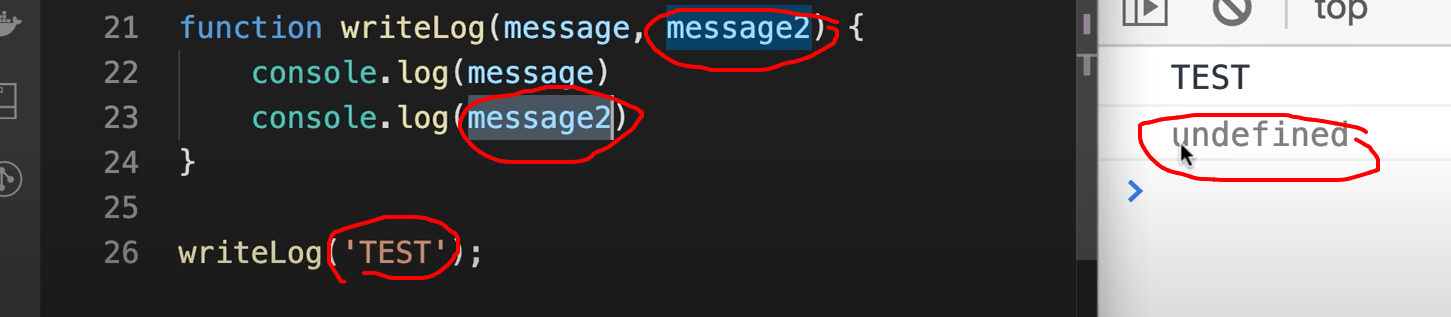 21 function writeLog(message, message2) {
22 console.log(message)
23 console.log(message2)
24 }
25
26 writeLog('TEST');
top
TEST
undefined